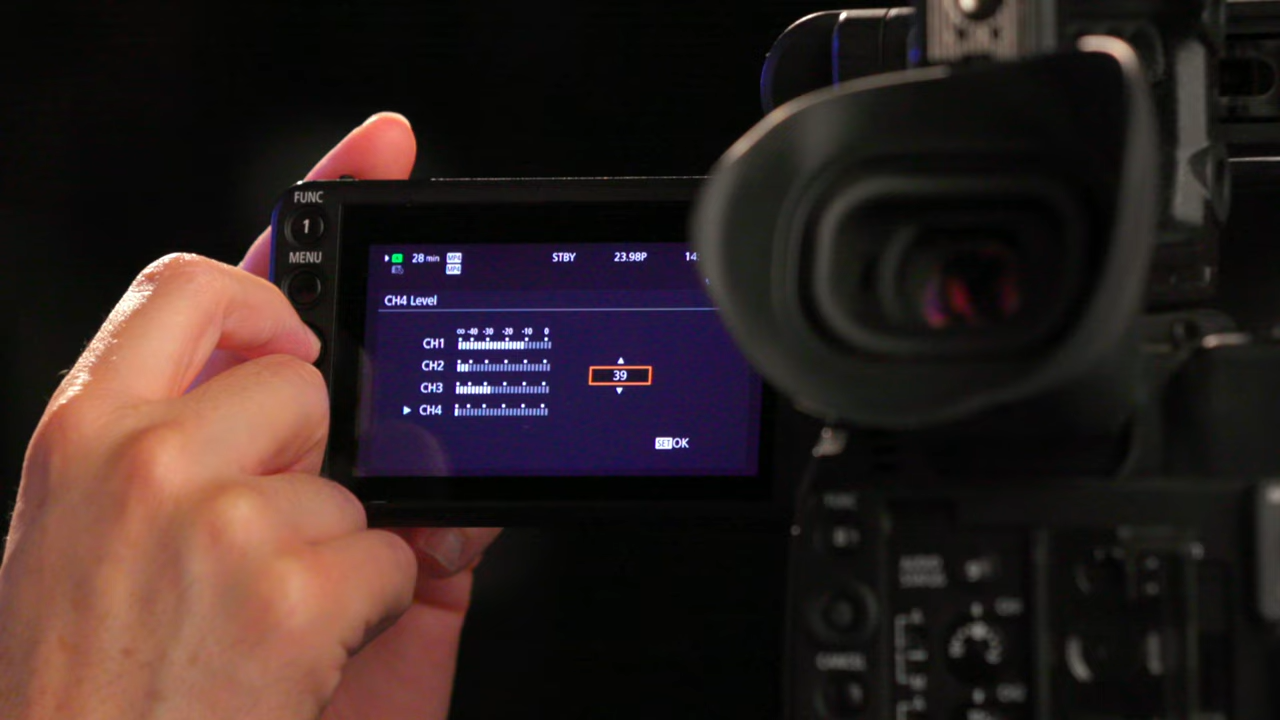 FUNC
1
MENU
28 min MP4
MP4
STBY 23.98P 14
CH4 Level
∞ -40 -30 -20 -10 0
CH1
CH2
CH3
CH4
39
SET OK
CANCEL